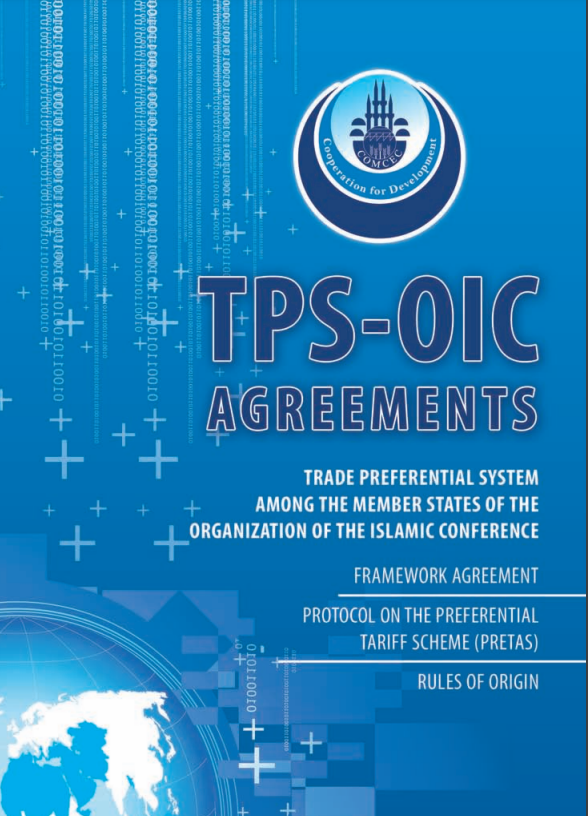 COMCEC
Cooperation for Development
TPS-OIC
AGREEMENTS
TRADE PREFERENTIAL SYSTEM
AMONG THE MEMBER STATES OF THE
ORGANIZATION OF THE ISLAMIC CONFERENCE
FRAMEWORK AGREEMENT
PROTOCOL ON THE PREFERENTIAL
TARIFF SCHEME (PRETAS)
RULES OF ORIGIN
010011010